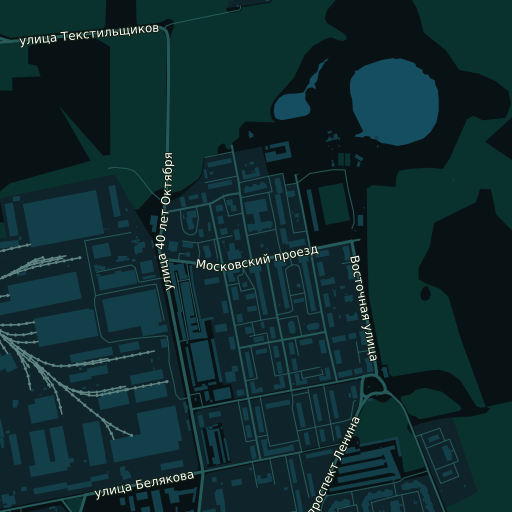 улица Текстильщиков
улица 40 лет Октября
Московский проезд
Восточная улица
проспект Ленина
улица Белякова